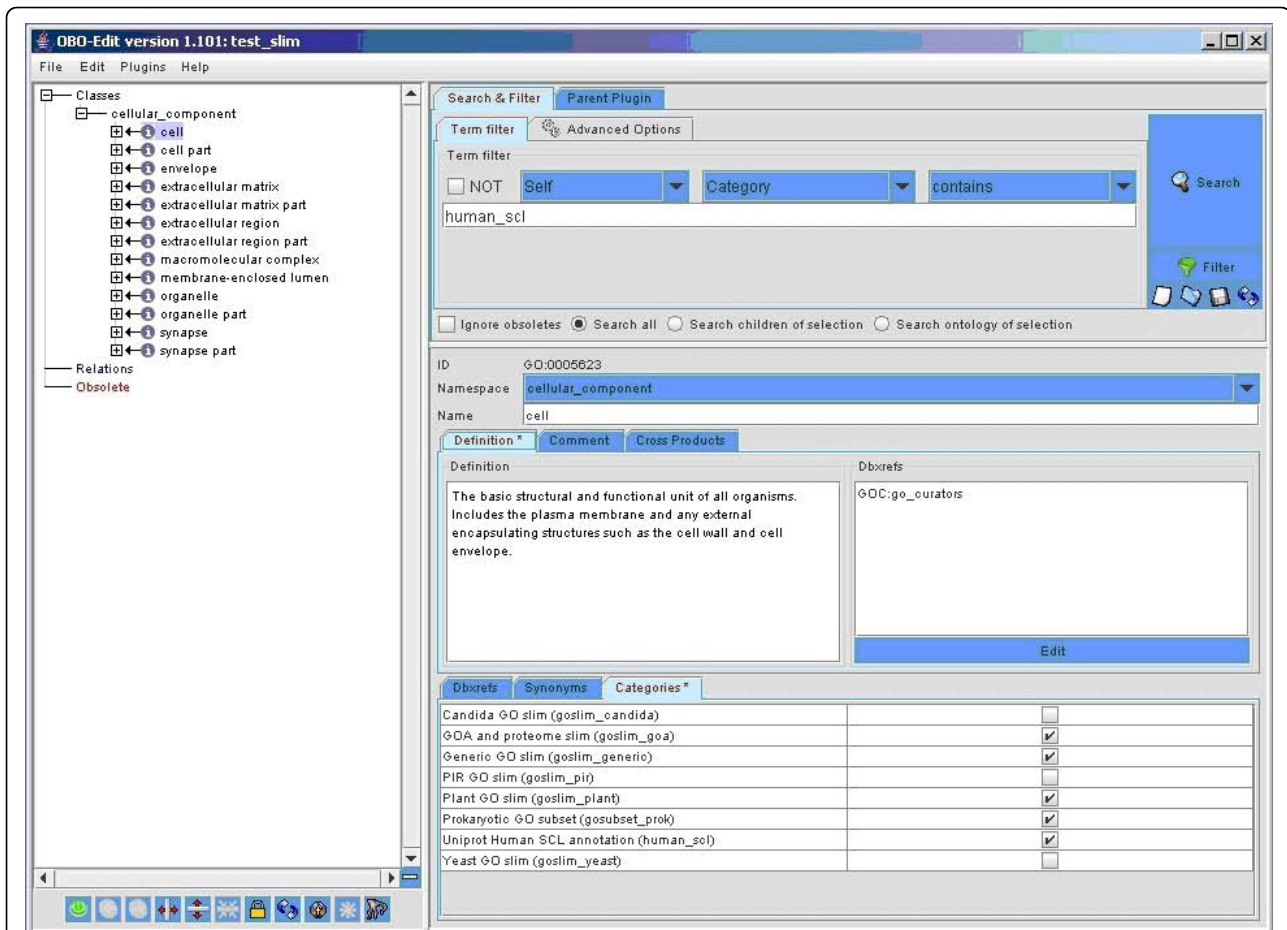 OBO-Edit version 1.101: test_slim
File Edit Plugins Help
Classes
cellular_component
cell
cell part
envelope
extracellular matrix
extracellular matrix part
extracellular region
extracellular region part
macromolecular complex
membrane-enclosed lumen
organelle
organelle part
synapse
synapse part
Relations
Obsolete
Search & Filter Parent Plugin
Term filter Advanced Options
Term filter
NOT Self Category contains
human_scl
Search
Filter
Ignore obsoletes Search all Search children of selection Search ontology of selection
ID GO:0005623
Namespace cellular_component
Name cell
Definition * Comment Cross Products
Definition
The basic structural and functional unit of all organisms.
Includes the plasma membrane and any external
encapsulating structures such as the cell wall and cell
envelope.
Dbxrefs
GOC:go_curators
Edit
Dbxrefs Synonyms Categories *
Candida GO slim (goslim_candida)
GOA and proteome slim (goslim_goa)
Generic GO slim (goslim_generic)
PIR GO slim (goslim_pir)
Plant GO slim (goslim_plant)
Prokaryotic GO subset (gosubset_prok)
Uniprot Human SCL annotation (human_scl)
Yeast GO slim (goslim_yeast)